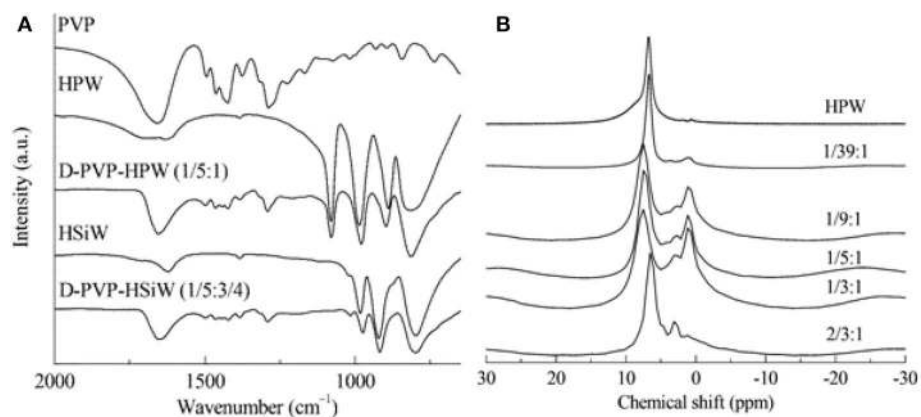 A
PVP
HPW
D-PVP-HPW (1/5:1)
HSiW
D-PVP-HSiW (1/5:3/4)
Intensity (a.u.)
2000 1500 1000
Wavenumber (cm⁻¹)
B
HPW
1/39:1
1/9:1
1/5:1
1/3:1
2/3:1
30 20 10 0 -10 -20 -30
Chemical shift (ppm)